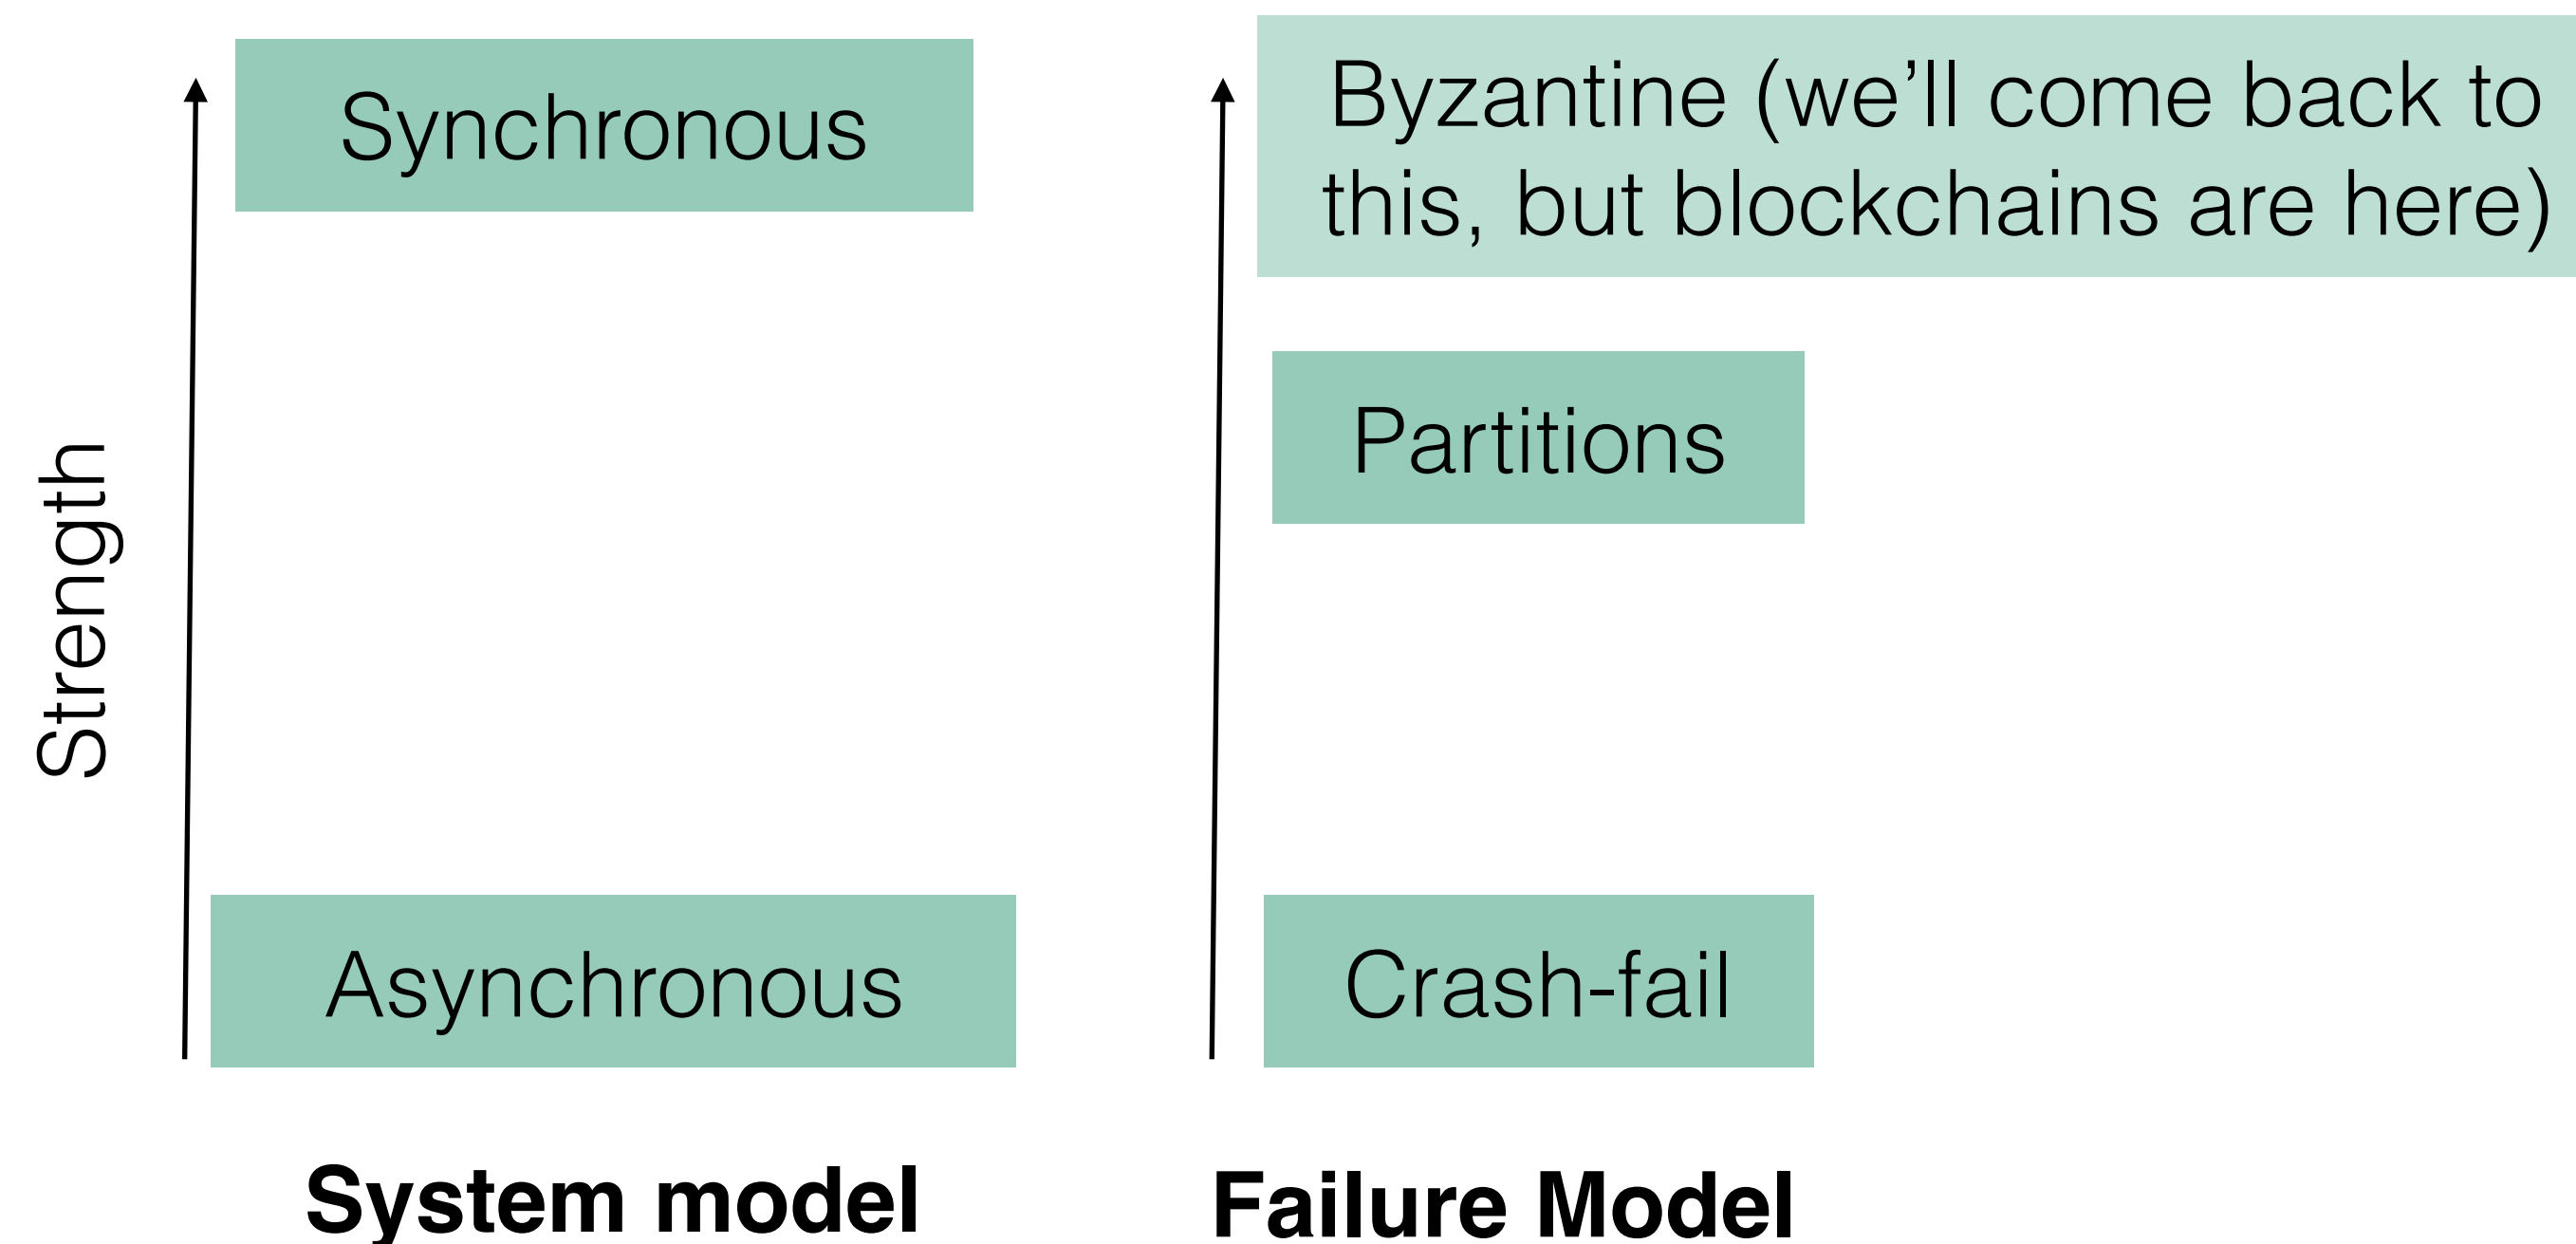 Strength
Synchronous
Asynchronous
System model
Byzantine (we’ll come back to
this, but blockchains are here)
Partitions
Crash-fail
Failure Model